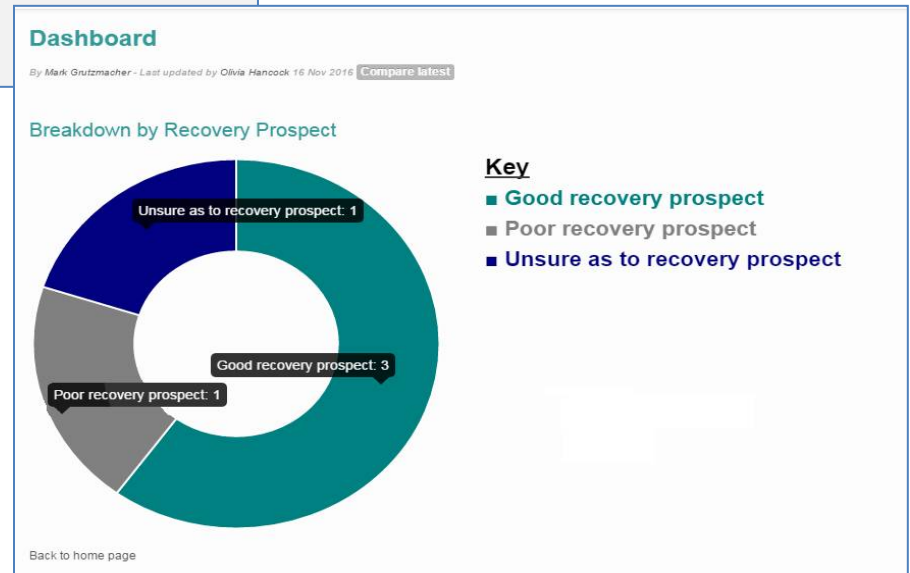 Dashboard
By Mark Grutzmacher - Last updated by Olivia Hancock 16 Nov 2016 Compare latest
Breakdown by Recovery Prospect
Key
Good recovery prospect
Poor recovery prospect
Unsure as to recovery prospect
Unsure as to recovery prospect: 1
Good recovery prospect: 3
Poor recovery prospect: 1
Back to home page